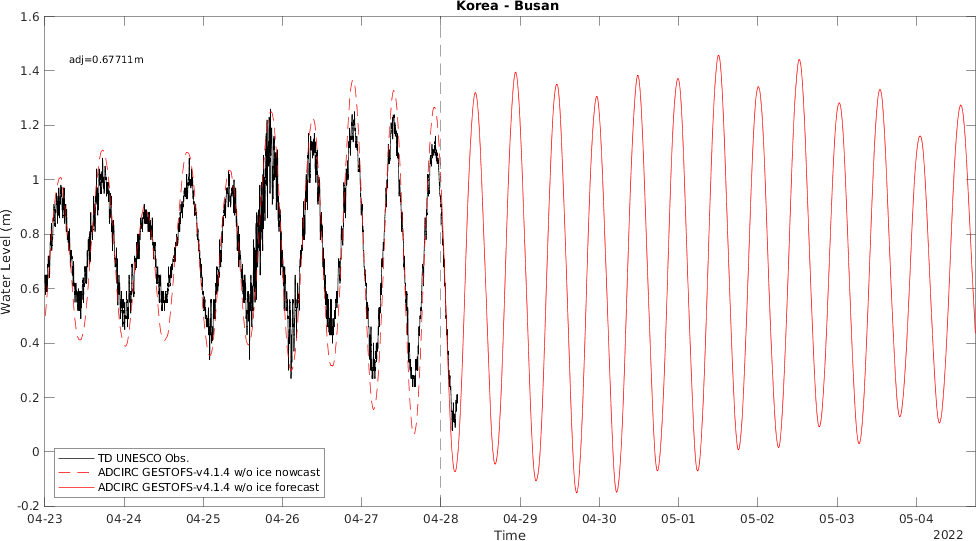 Korea - Busan
adj=0.67711m
Water Level (m)
1.6
1.4
1.2
1
0.8
0.6
0.4
0.2
0
-0.2
TD UNESCO Obs.
ADCIRC GESTOFS-v4.1.4 w/o ice nowcast
ADCIRC GESTOFS-v4.1.4 w/o ice forecast
04-23 04-24 04-25 04-26 04-27 04-28 04-29 04-30 05-01 05-02 05-03 05-04
Time
2022